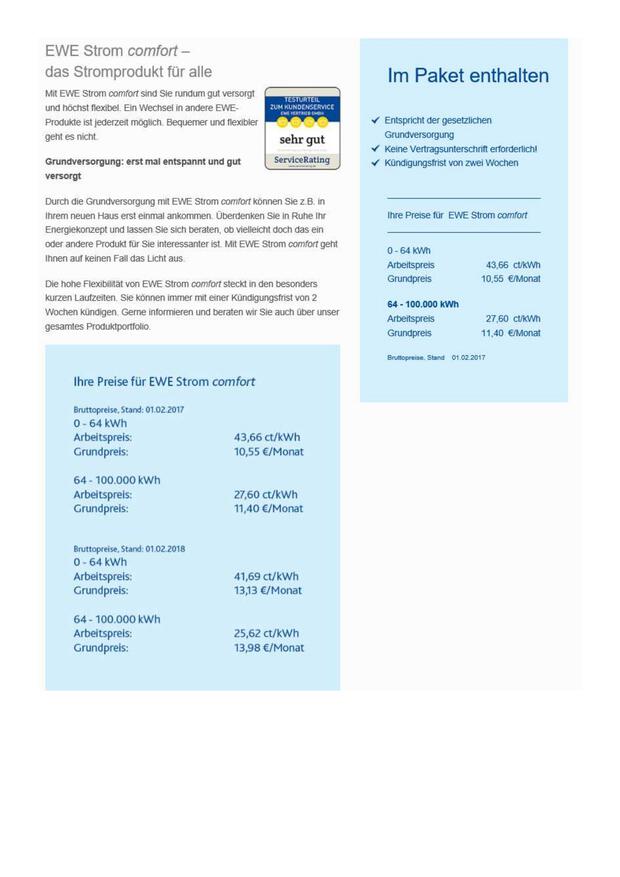 EWE Strom comfort –
das Stromprodukt für alle
Mit EWE Strom comfort sind Sie rundum gut versorgt
und höchst flexibel. Ein Wechsel in andere EWE-
Produkte ist jederzeit möglich. Bequemer und flexibler
geht es nicht.
TESTURTEIL
ZUM KUNDENSERVICE
EWE VERTRIEB GMBH
sehr gut
ServiceRating
Grundversorgung: erst mal entspannt und gut
versorgt
Durch die Grundversorgung mit EWE Strom comfort können Sie z.B. in
Ihrem neuen Haus erst einmal ankommen. Überdenken Sie in Ruhe Ihr
Energiekonzept und lassen Sie sich beraten, ob vielleicht doch das ein
oder andere Produkt für Sie interessanter ist. Mit EWE Strom comfort geht
Ihnen auf keinen Fall das Licht aus.
Die hohe Flexibilität von EWE Strom comfort steckt in den besonders
kurzen Laufzeiten. Sie können immer mit einer Kündigungsfrist von 2
Wochen kündigen. Gerne informieren und beraten wir Sie auch über unser
gesamtes Produktportfolio.
Ihre Preise für EWE Strom comfort
Bruttopreise, Stand: 01.02.2017
0 - 64 kWh
Arbeitspreis: 43,66 ct/kWh
Grundpreis: 10,55 €/Monat
64 - 100.000 kWh
Arbeitspreis: 27,60 ct/kWh
Grundpreis: 11,40 €/Monat
Bruttopreise, Stand: 01.02.2018
0 - 64 kWh
Arbeitspreis: 41,69 ct/kWh
Grundpreis: 13,13 €/Monat
64 - 100.000 kWh
Arbeitspreis: 25,62 ct/kWh
Grundpreis: 13,98 €/Monat
Im Paket enthalten
✓ Entspricht der gesetzlichen
Grundversorgung
✓ Keine Vertragsunterschrift erforderlich!
✓ Kündigungsfrist von zwei Wochen
Ihre Preise für EWE Strom comfort
0 - 64 kWh
Arbeitspreis 43,66 ct/kWh
Grundpreis 10,55 €/Monat
64 - 100.000 kWh
Arbeitspreis 27,60 ct/kWh
Grundpreis 11,40 €/Monat
Bruttopreise, Stand 01.02.2017